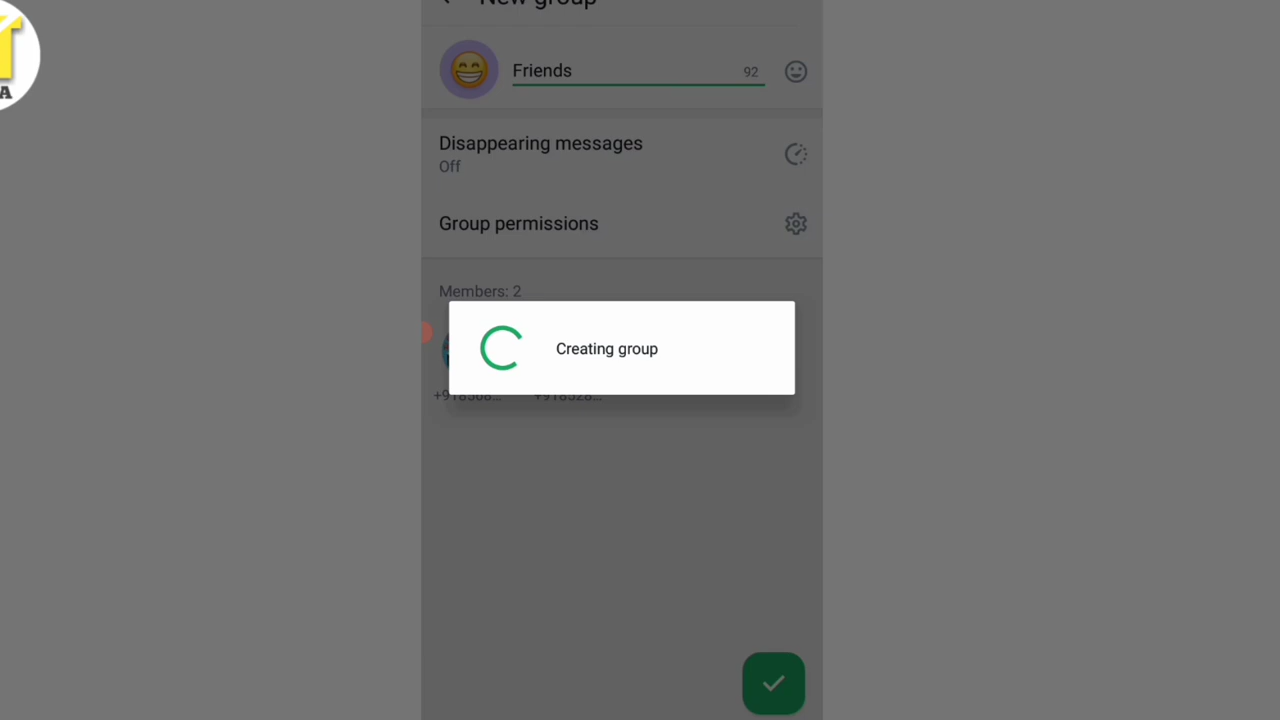 New group
Friends
92
Disappearing messages
Off
Group permissions
Members: 2
Creating group
A